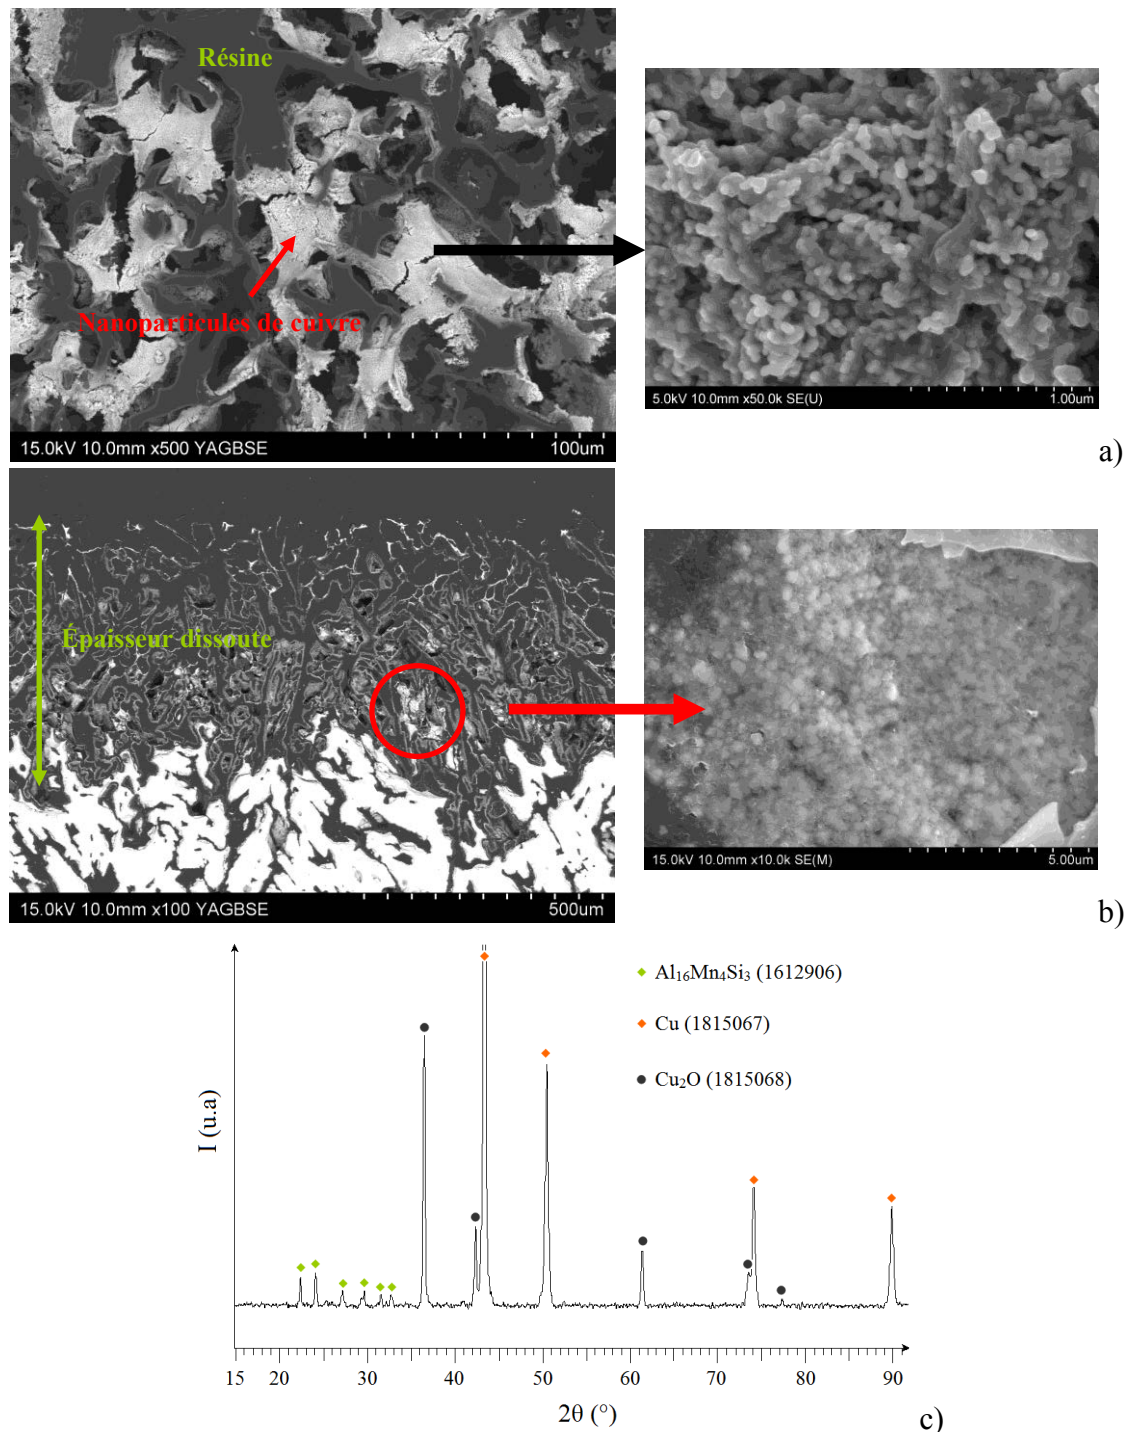 Résine
Nanoparticules de cuivre
15.0kV 10.0mm x500 YAGBSE 100um
5.0kV 10.0mm x50.0k SE(U) 1.00um
a)
Épaisseur dissoute
15.0kV 10.0mm x100 YAGBSE 500um
15.0kV 10.0mm x10.0k SE(M) 5.00um
b)
Al₁₆Mn₄Si₃ (1612906)
Cu (1815067)
Cu₂O (1815068)
I (u.a)
15 20 30 40 50 60 70 80 90
2θ (°)
c)